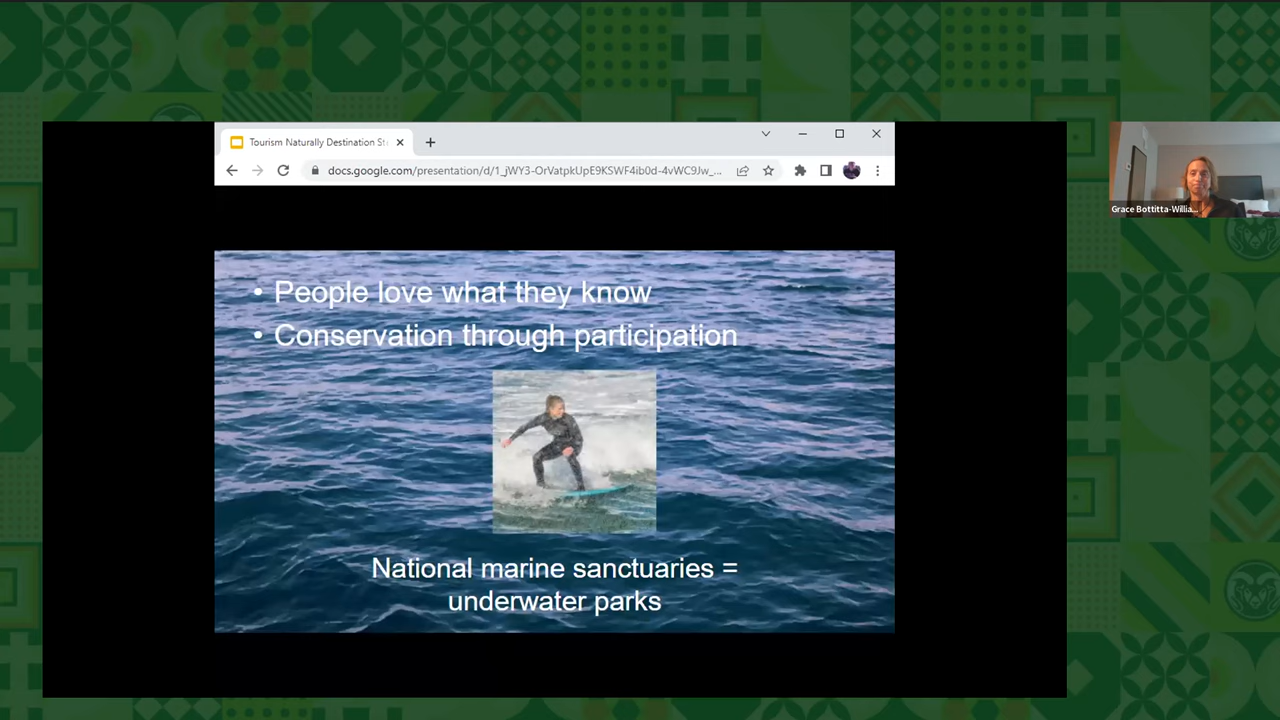 Tourism Naturally Destination St
docs.google.com/presentation/d/1_jWY3-OrVatpkUpE9KSWF4ib0d-4vWC9Jw_...
Grace Bottitta-Willia...
• People love what they know
• Conservation through participation
National marine sanctuaries =
underwater parks